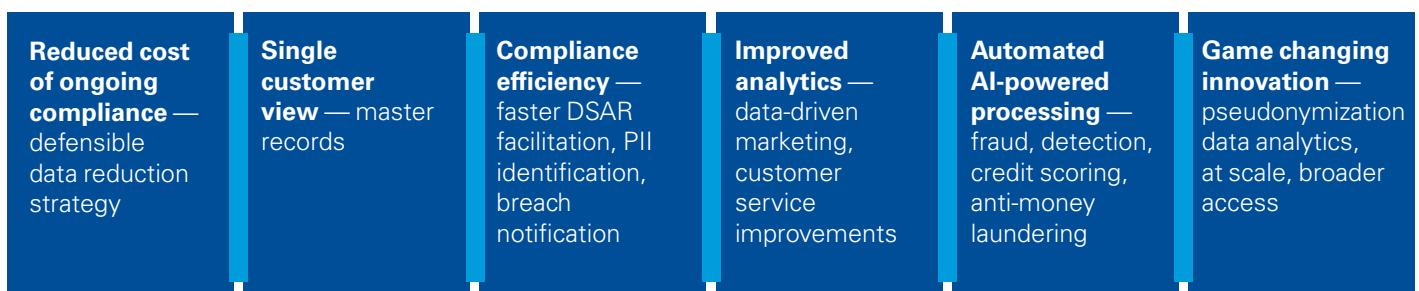 Reduced cost
of ongoing
compliance —
defensible
data reduction
strategy
Single
customer
view — master
records
Compliance
efficiency —
faster DSAR
facilitation, PII
identification,
breach
notification
Improved
analytics —
data-driven
marketing,
customer
service
improvements
Automated
AI-powered
processing —
fraud, detection,
credit scoring,
anti-money
laundering
Game changing
innovation —
pseudonymization
data analytics,
at scale, broader
access